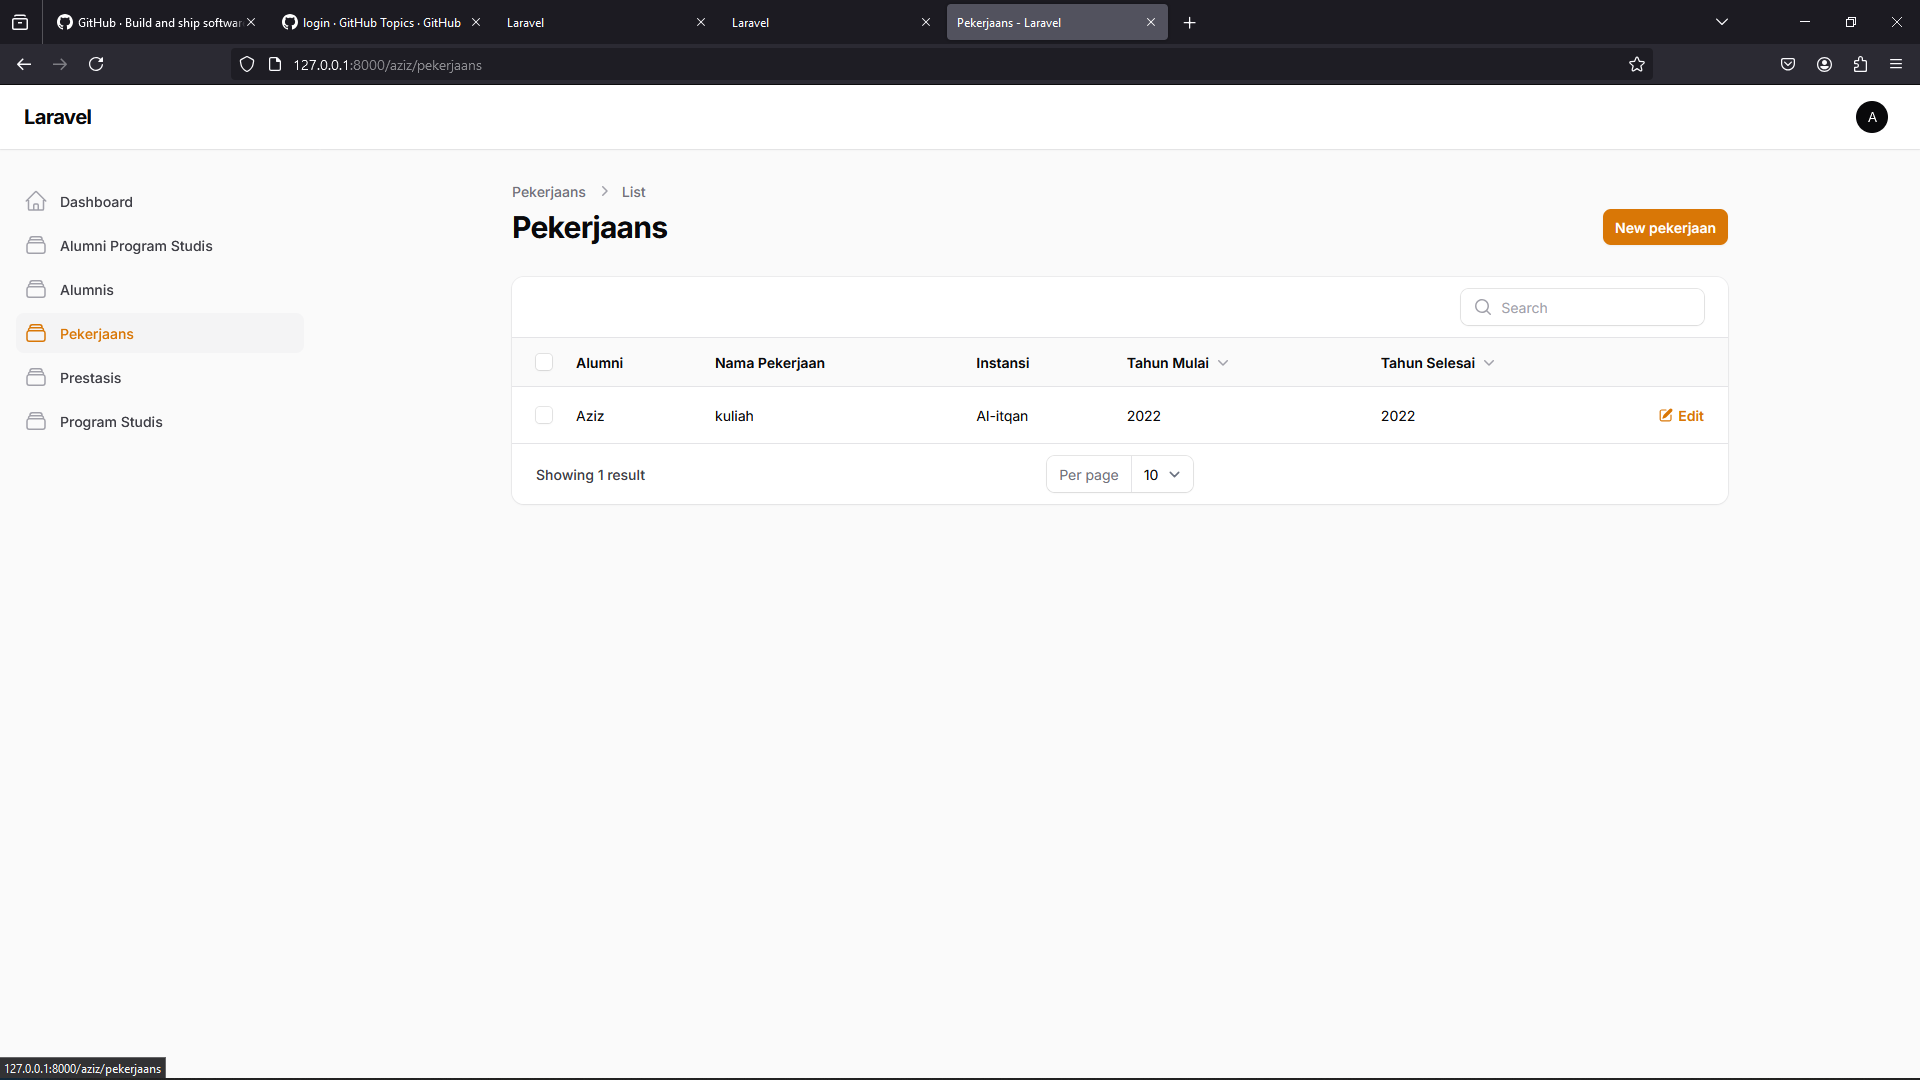 GitHub · Build and ship softwar
login · GitHub Topics · GitHub
Laravel
Laravel
Pekerjaans - Laravel
127.0.0.1:8000/aziz/pekerjaans
Laravel
A
Dashboard
Alumni Program Studis
Alumnis
Pekerjaans
Prestasis
Program Studis
Pekerjaans > List
Pekerjaans
New pekerjaan
Search
Alumni Nama Pekerjaan Instansi Tahun Mulai Tahun Selesai
Aziz kuliah Al-itqan 2022 2022 Edit
Showing 1 result Per page 10
127.0.0.1:8000/aziz/pekerjaans